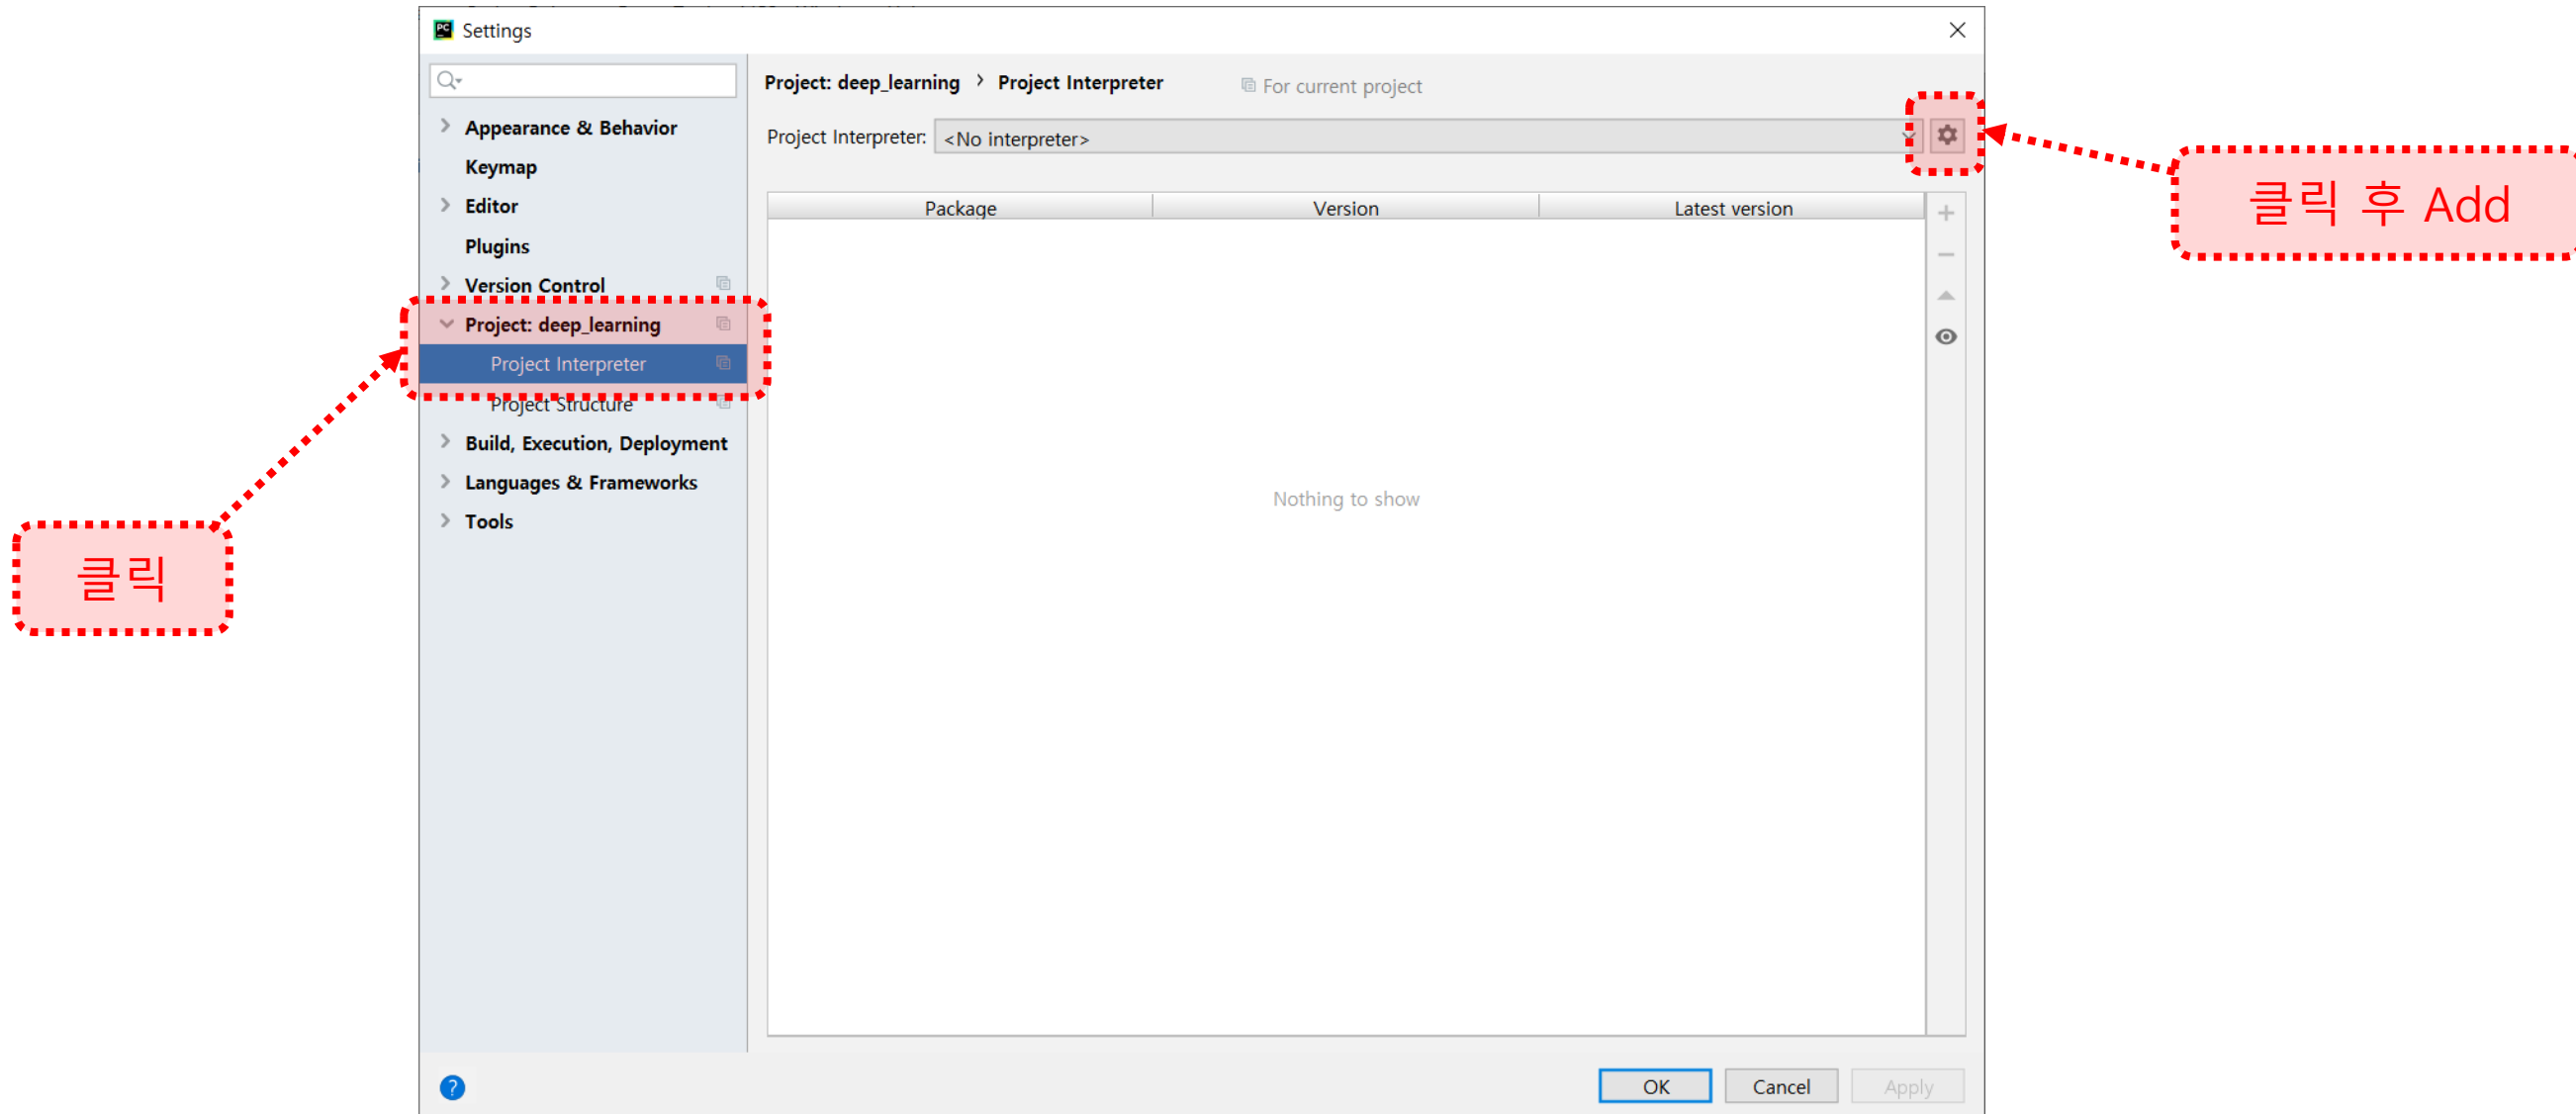 PC
Settings
Project: deep_learning > Project Interpreter
For current project
Appearance & Behavior
Keymap
Editor
Plugins
Version Control
Project: deep_learning
Project Interpreter
Project Structure
Build, Execution, Deployment
Languages & Frameworks
Tools
Project Interpreter: <No interpreter>
Package Version Latest version
Nothing to show
클릭 후 Add
클릭
?
OK Cancel Apply